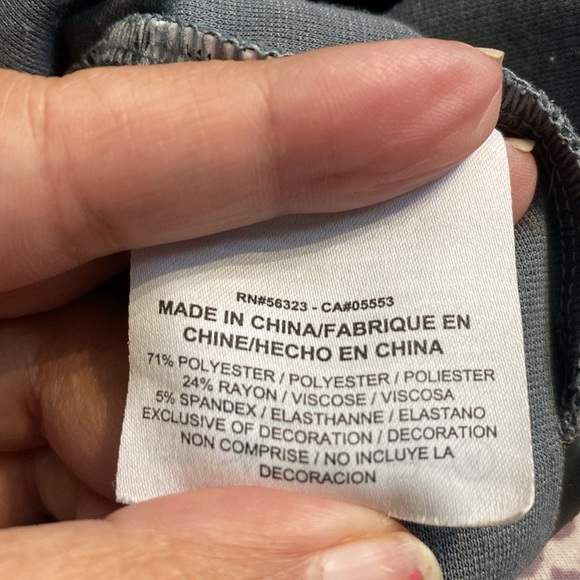 RN#56323 - CA#05553
MADE IN CHINA/FABRIQUE EN
CHINE/HECHO EN CHINA
71% POLYESTER / POLYESTER / POLIESTER
24% RAYON / VISCOSE / VISCOSA
5% SPANDEX / ELASTHANNE / ELASTANO
EXCLUSIVE OF DECORATION / DECORATION
NON COMPRISE / NO INCLUYE LA
DECORACION